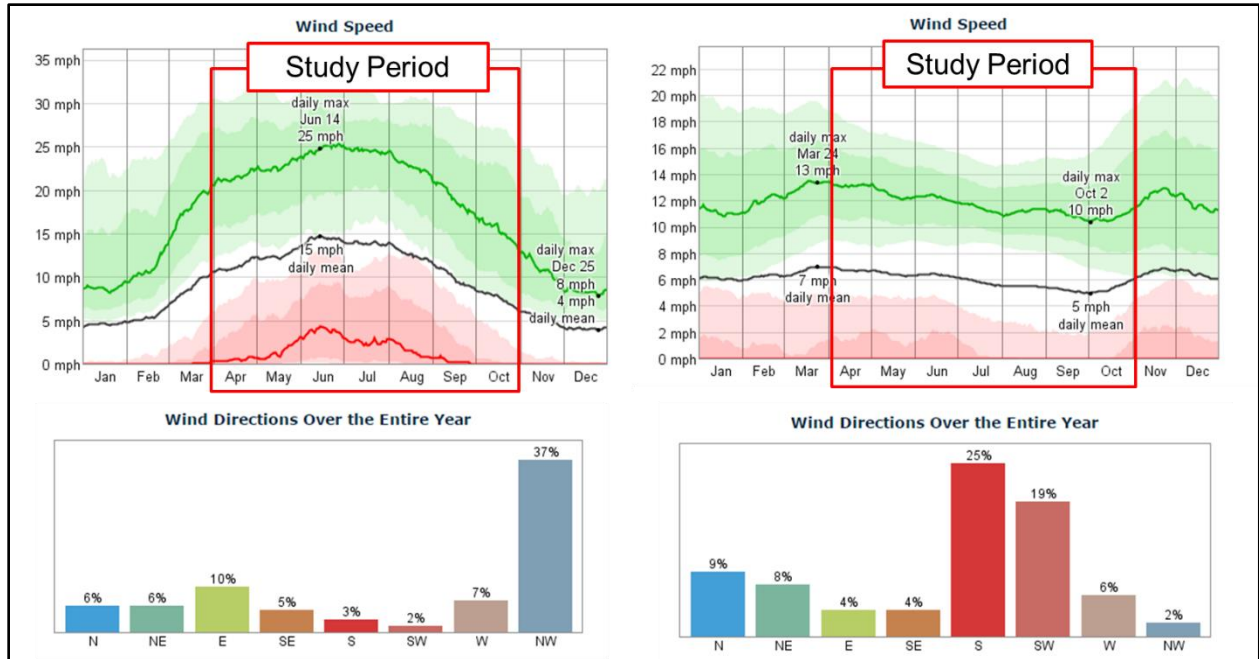 Wind Speed
Study Period
35 mph
30 mph
25 mph
20 mph
15 mph
10 mph
5 mph
0 mph
daily max
Jun 14
25 mph
15 mph
daily mean
daily max
Dec 25
8 mph
4 mph
daily mean
Jan Feb Mar Apr May Jun Jul Aug Sep Oct Nov Dec
Wind Speed
Study Period
22 mph
20 mph
18 mph
16 mph
14 mph
12 mph
10 mph
8 mph
6 mph
4 mph
2 mph
0 mph
daily max
Mar 24
13 mph
7 mph
daily mean
daily max
Oct 2
10 mph
5 mph
daily mean
Jan Feb Mar Apr May Jun Jul Aug Sep Oct Nov Dec
Wind Directions Over the Entire Year
6% 6% 10% 5% 3% 2% 7% 37%
N NE E SE S SW W NW
Wind Directions Over the Entire Year
9% 8% 4% 4% 25% 19% 6% 2%
N NE E SE S SW W NW